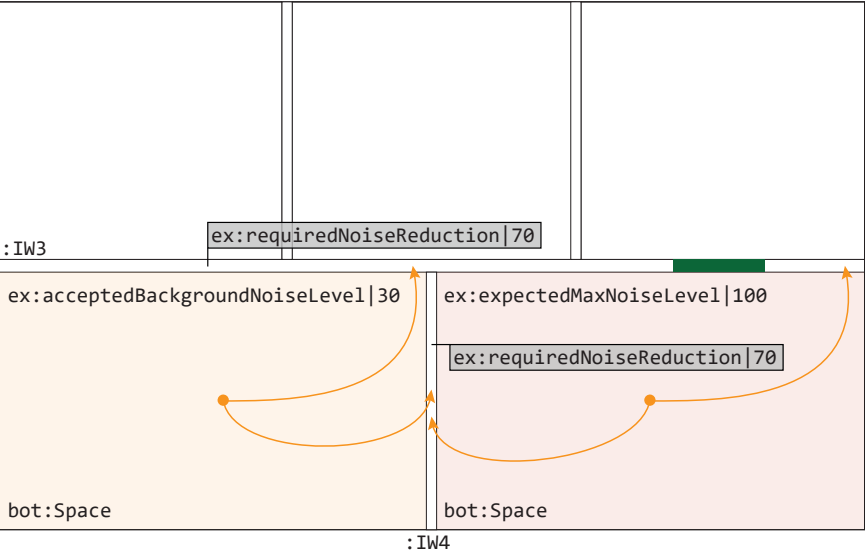 ex:requiredNoiseReduction|70
:IW3
ex:acceptedBackgroundNoiseLevel|30
ex:expectedMaxNoiseLevel|100
ex:requiredNoiseReduction|70
bot:Space
bot:Space
:IW4